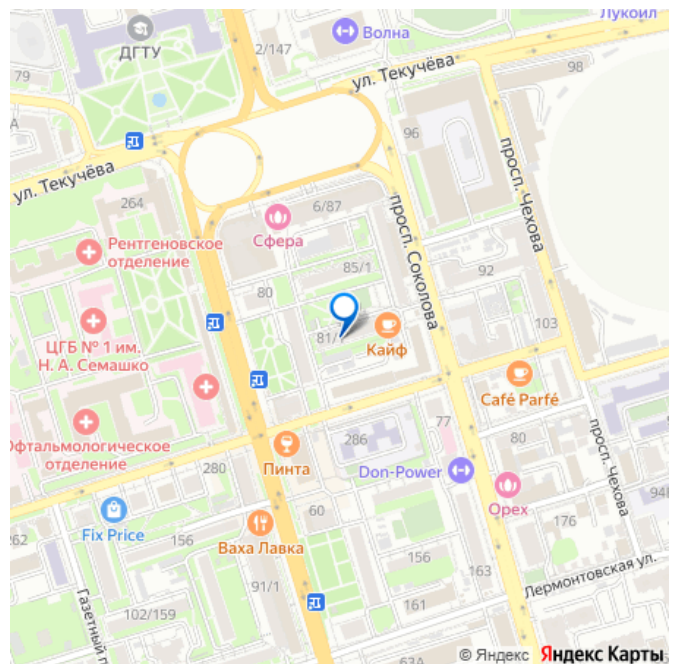 Лукойл
Волна
ДГТУ
2/147
79
ул. Текучёва
98
96
просп. Чехова
ул. Текучёва
264
6/87
просп. Соколова
Сфера
Рентгеновское
отделение
85/1
92
80
ЦГБ № 1 им.
Н. А. Семашко
81/
Кайф
103
Café Parfé
просп. Чехова
Офтальмологическое
отделение
77
286
80
Пинта
280
Don-Power
94
Орех
Fix Price
60
176
262
156
Ваха Лавка
156
163
Лермонтовская ул.
91/1
Газетный п
161
102/159
63А
© Яндекс Яндекс Карты